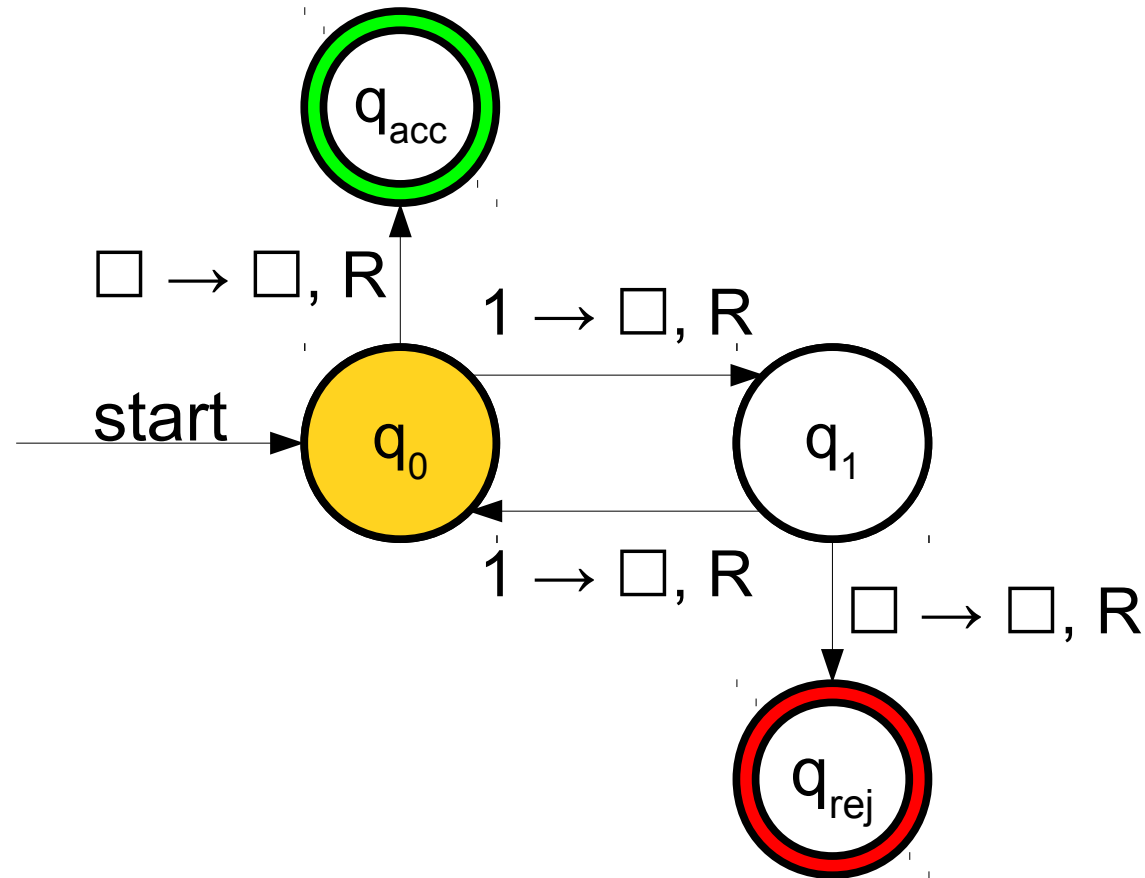 q_acc
□ → □, R
1 → □, R
start
q_0
q_1
1 → □, R
□ → □, R
q_rej